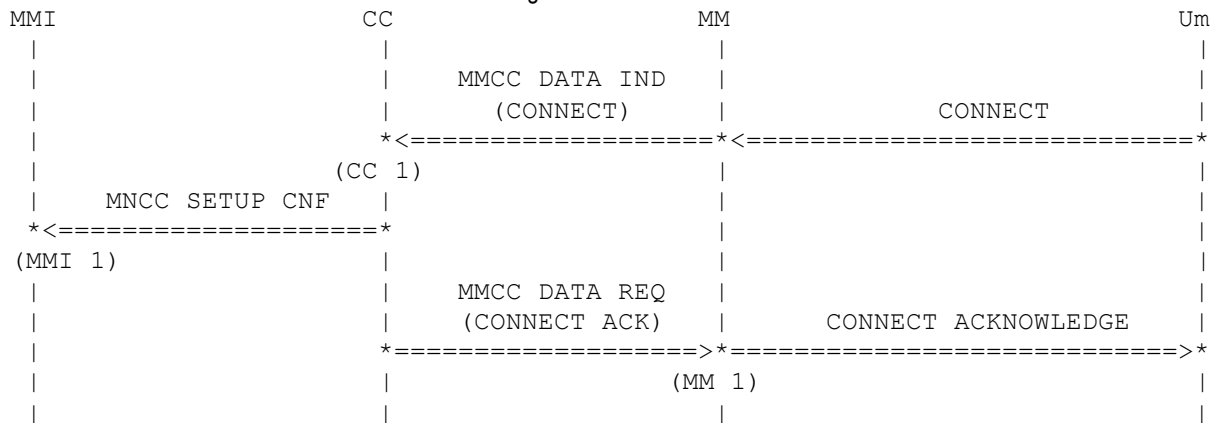 MMI CC MM Um
MMCC DATA IND
(CONNECT) CONNECT
(CC 1)
MNCC SETUP CNF
(MMI 1)
MMCC DATA REQ
(CONNECT ACK) CONNECT ACKNOWLEDGE
(MM 1)